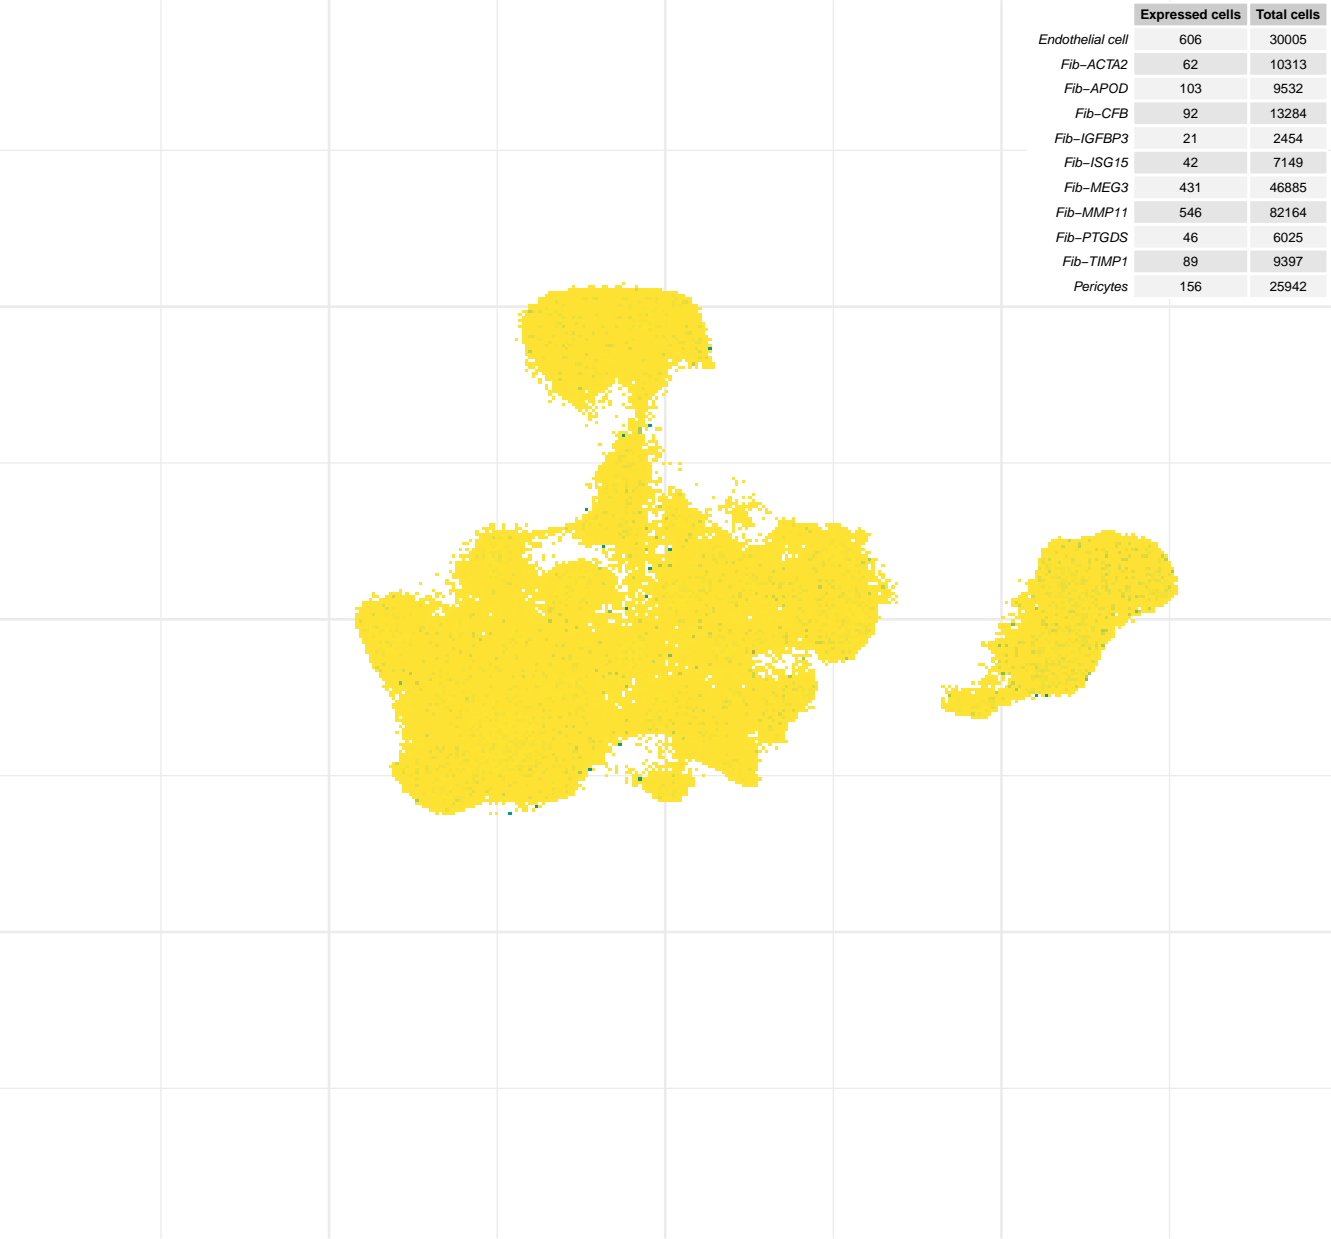 Expressed cells Total cells
Endothelial cell 606 30005
Fib−ACTA2 62 10313
Fib−APOD 103 9532
Fib−CFB 92 13284
Fib−IGFBP3 21 2454
Fib−ISG15 42 7149
Fib−MEG3 431 46885
Fib−MMP11 546 82164
Fib−PTGDS 46 6025
Fib−TIMP1 89 9397
Pericytes 156 25942